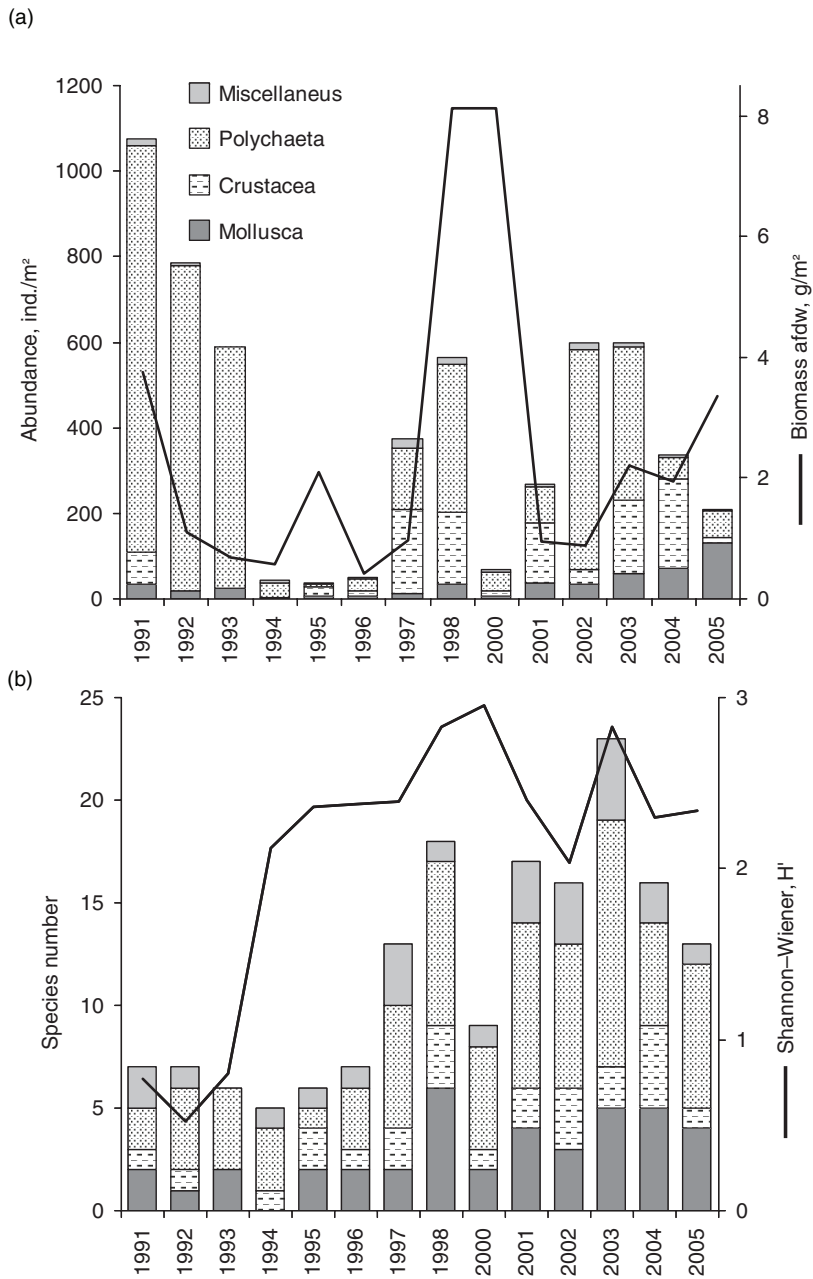 (a)
1200
1000
800
600
400
200
0
Abundance, ind./m²
Miscellaneus
Polychaeta
Crustacea
Mollusca
8
6
4
2
0
Biomass afdw, g/m²
1991 1992 1993 1994 1995 1996 1997 1998 2000 2001 2002 2003 2004 2005
(b)
25
20
15
10
5
0
Species number
3
2
1
0
Shannon–Wiener, H'
1991 1992 1993 1994 1995 1996 1997 1998 2000 2001 2002 2003 2004 2005